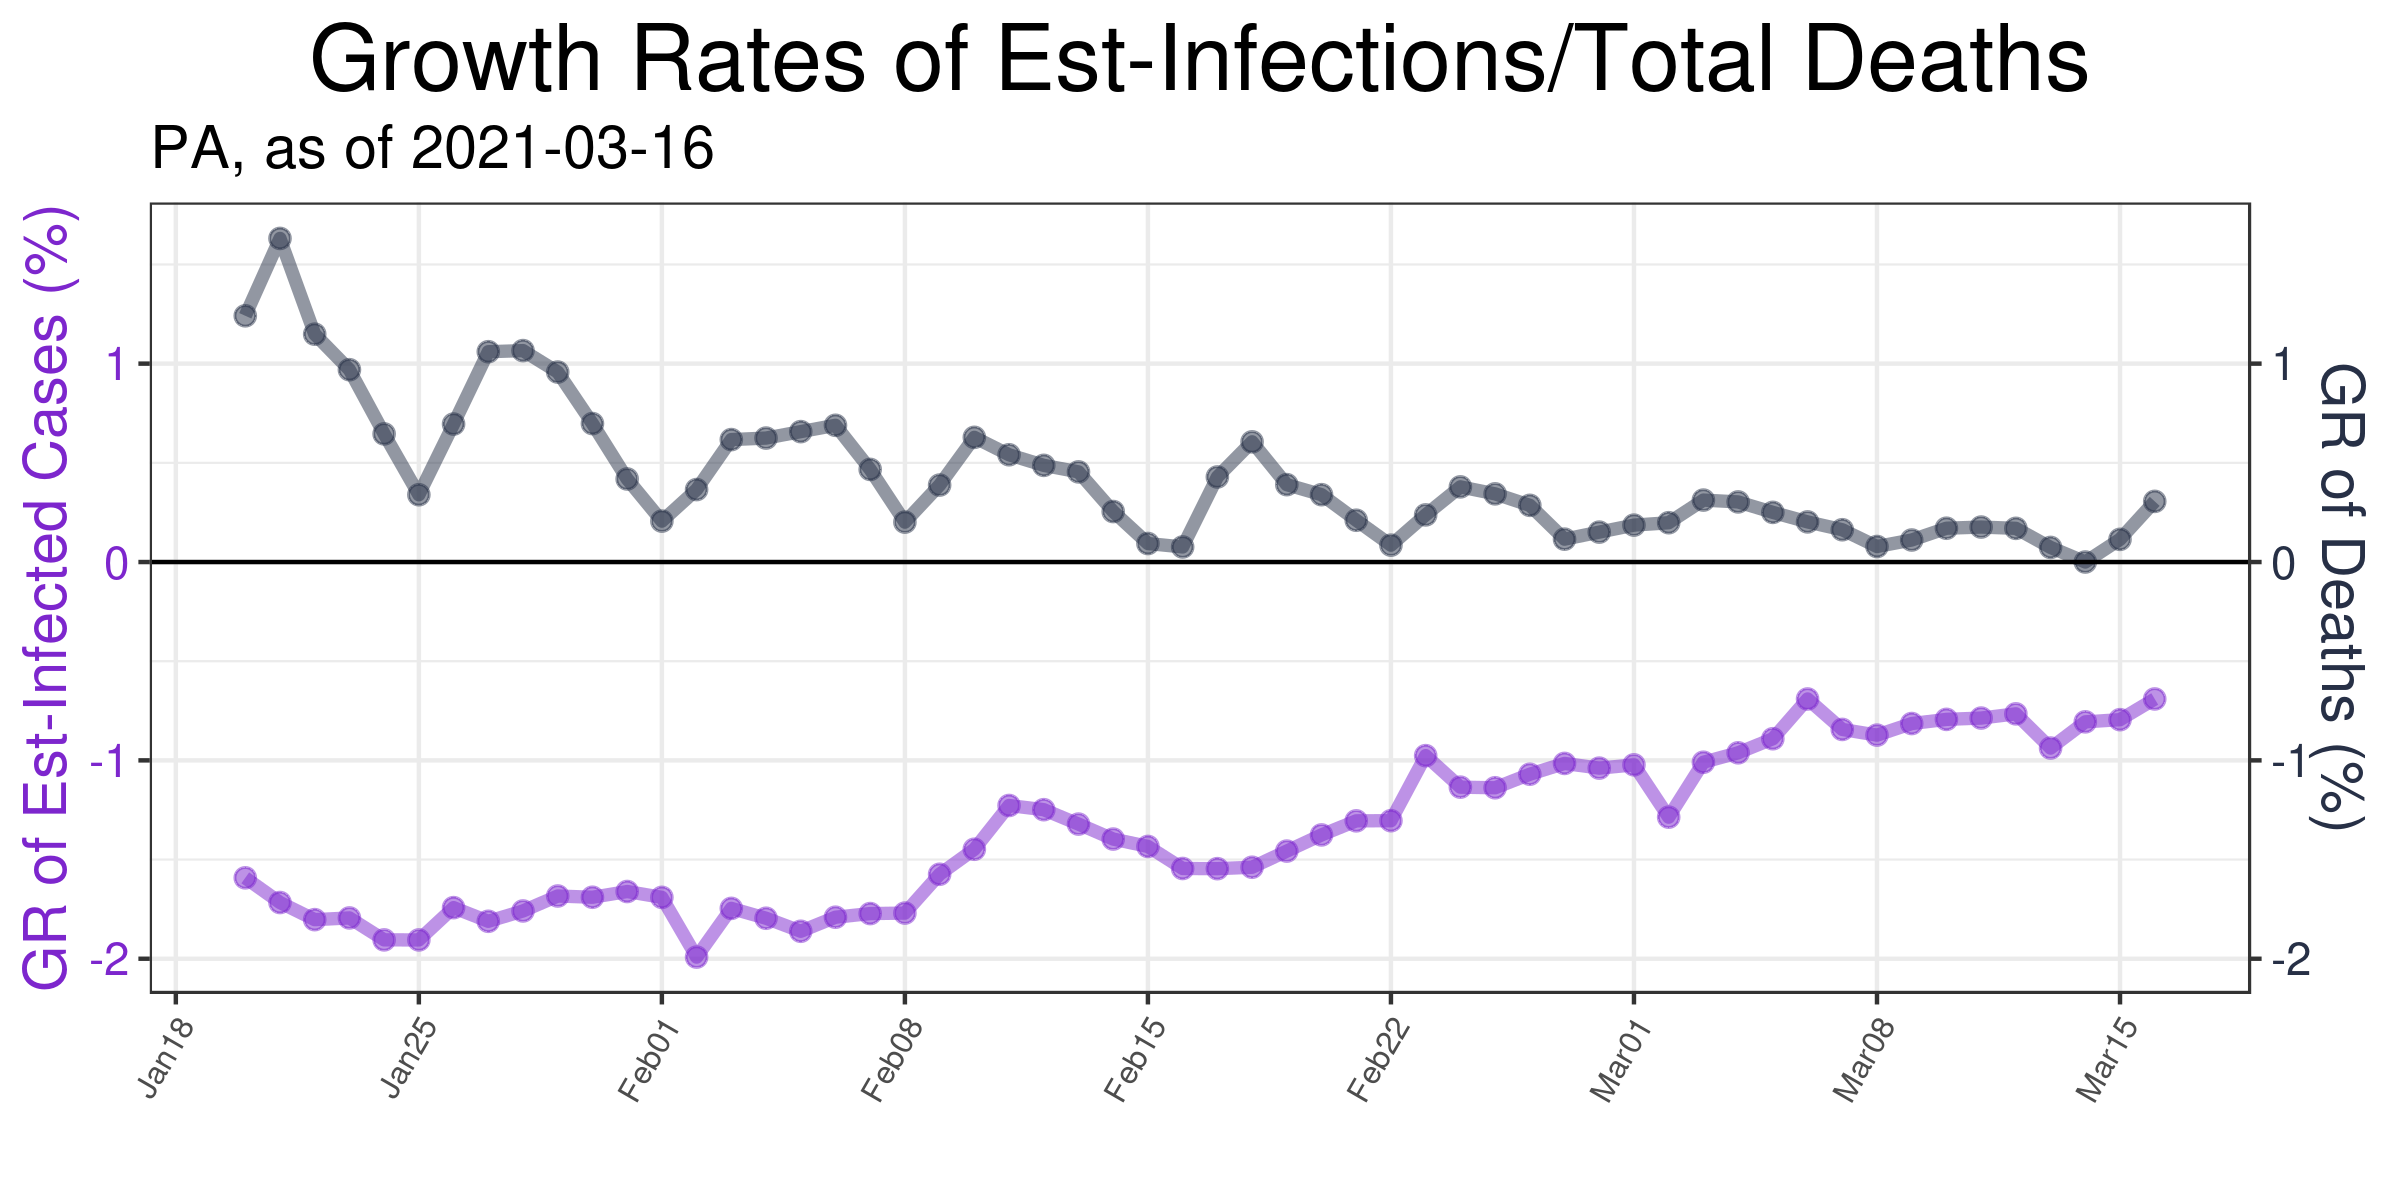 Growth Rates of Est-Infections/Total Deaths
PA, as of 2021-03-16
GR of Est-Infected Cases (%)
1
0
-1
-2
1
0
-1
-2
GR of Deaths (%)
Jan18
Jan25
Feb01
Feb08
Feb15
Feb22
Mar01
Mar08
Mar15